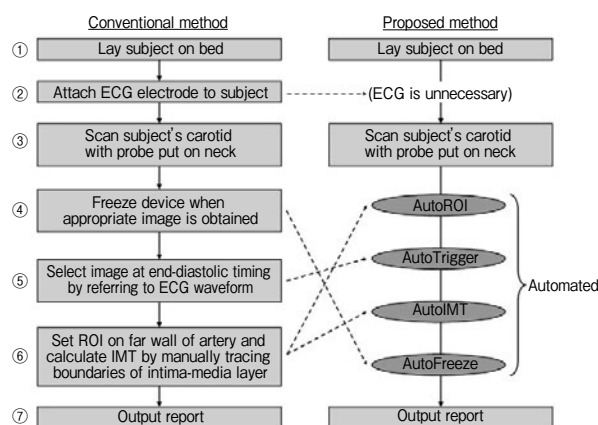 Conventional method
Proposed method
① Lay subject on bed
Lay subject on bed
② Attach ECG electrode to subject
(ECG is unnecessary)
③ Scan subject's carotid
with probe put on neck
Scan subject's carotid
with probe put on neck
④ Freeze device when
appropriate image is obtained
AutoROI
⑤ Select image at end-diastolic timing
by referring to ECG waveform
AutoTrigger
Automated
⑥ Set ROI on far wall of artery and
calculate IMT by manually tracing
boundaries of intima-media layer
AutoIMT
AutoFreeze
⑦ Output report
Output report